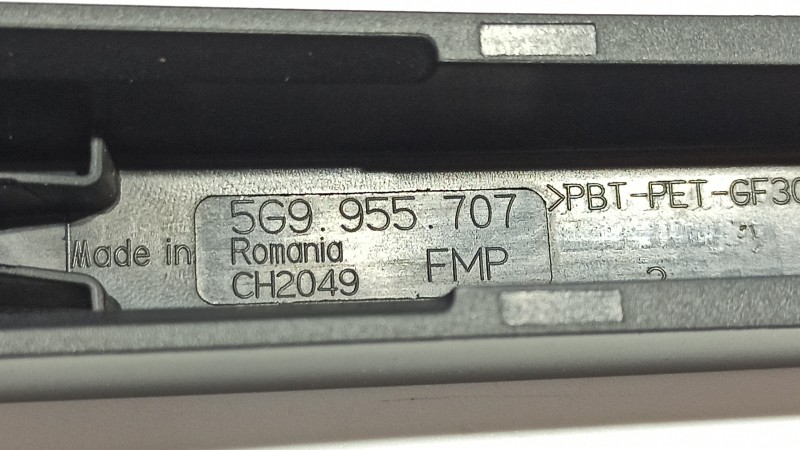 5G9.955.707
Made in Romania
CH2049 FMP
>PBT-PET-GF30